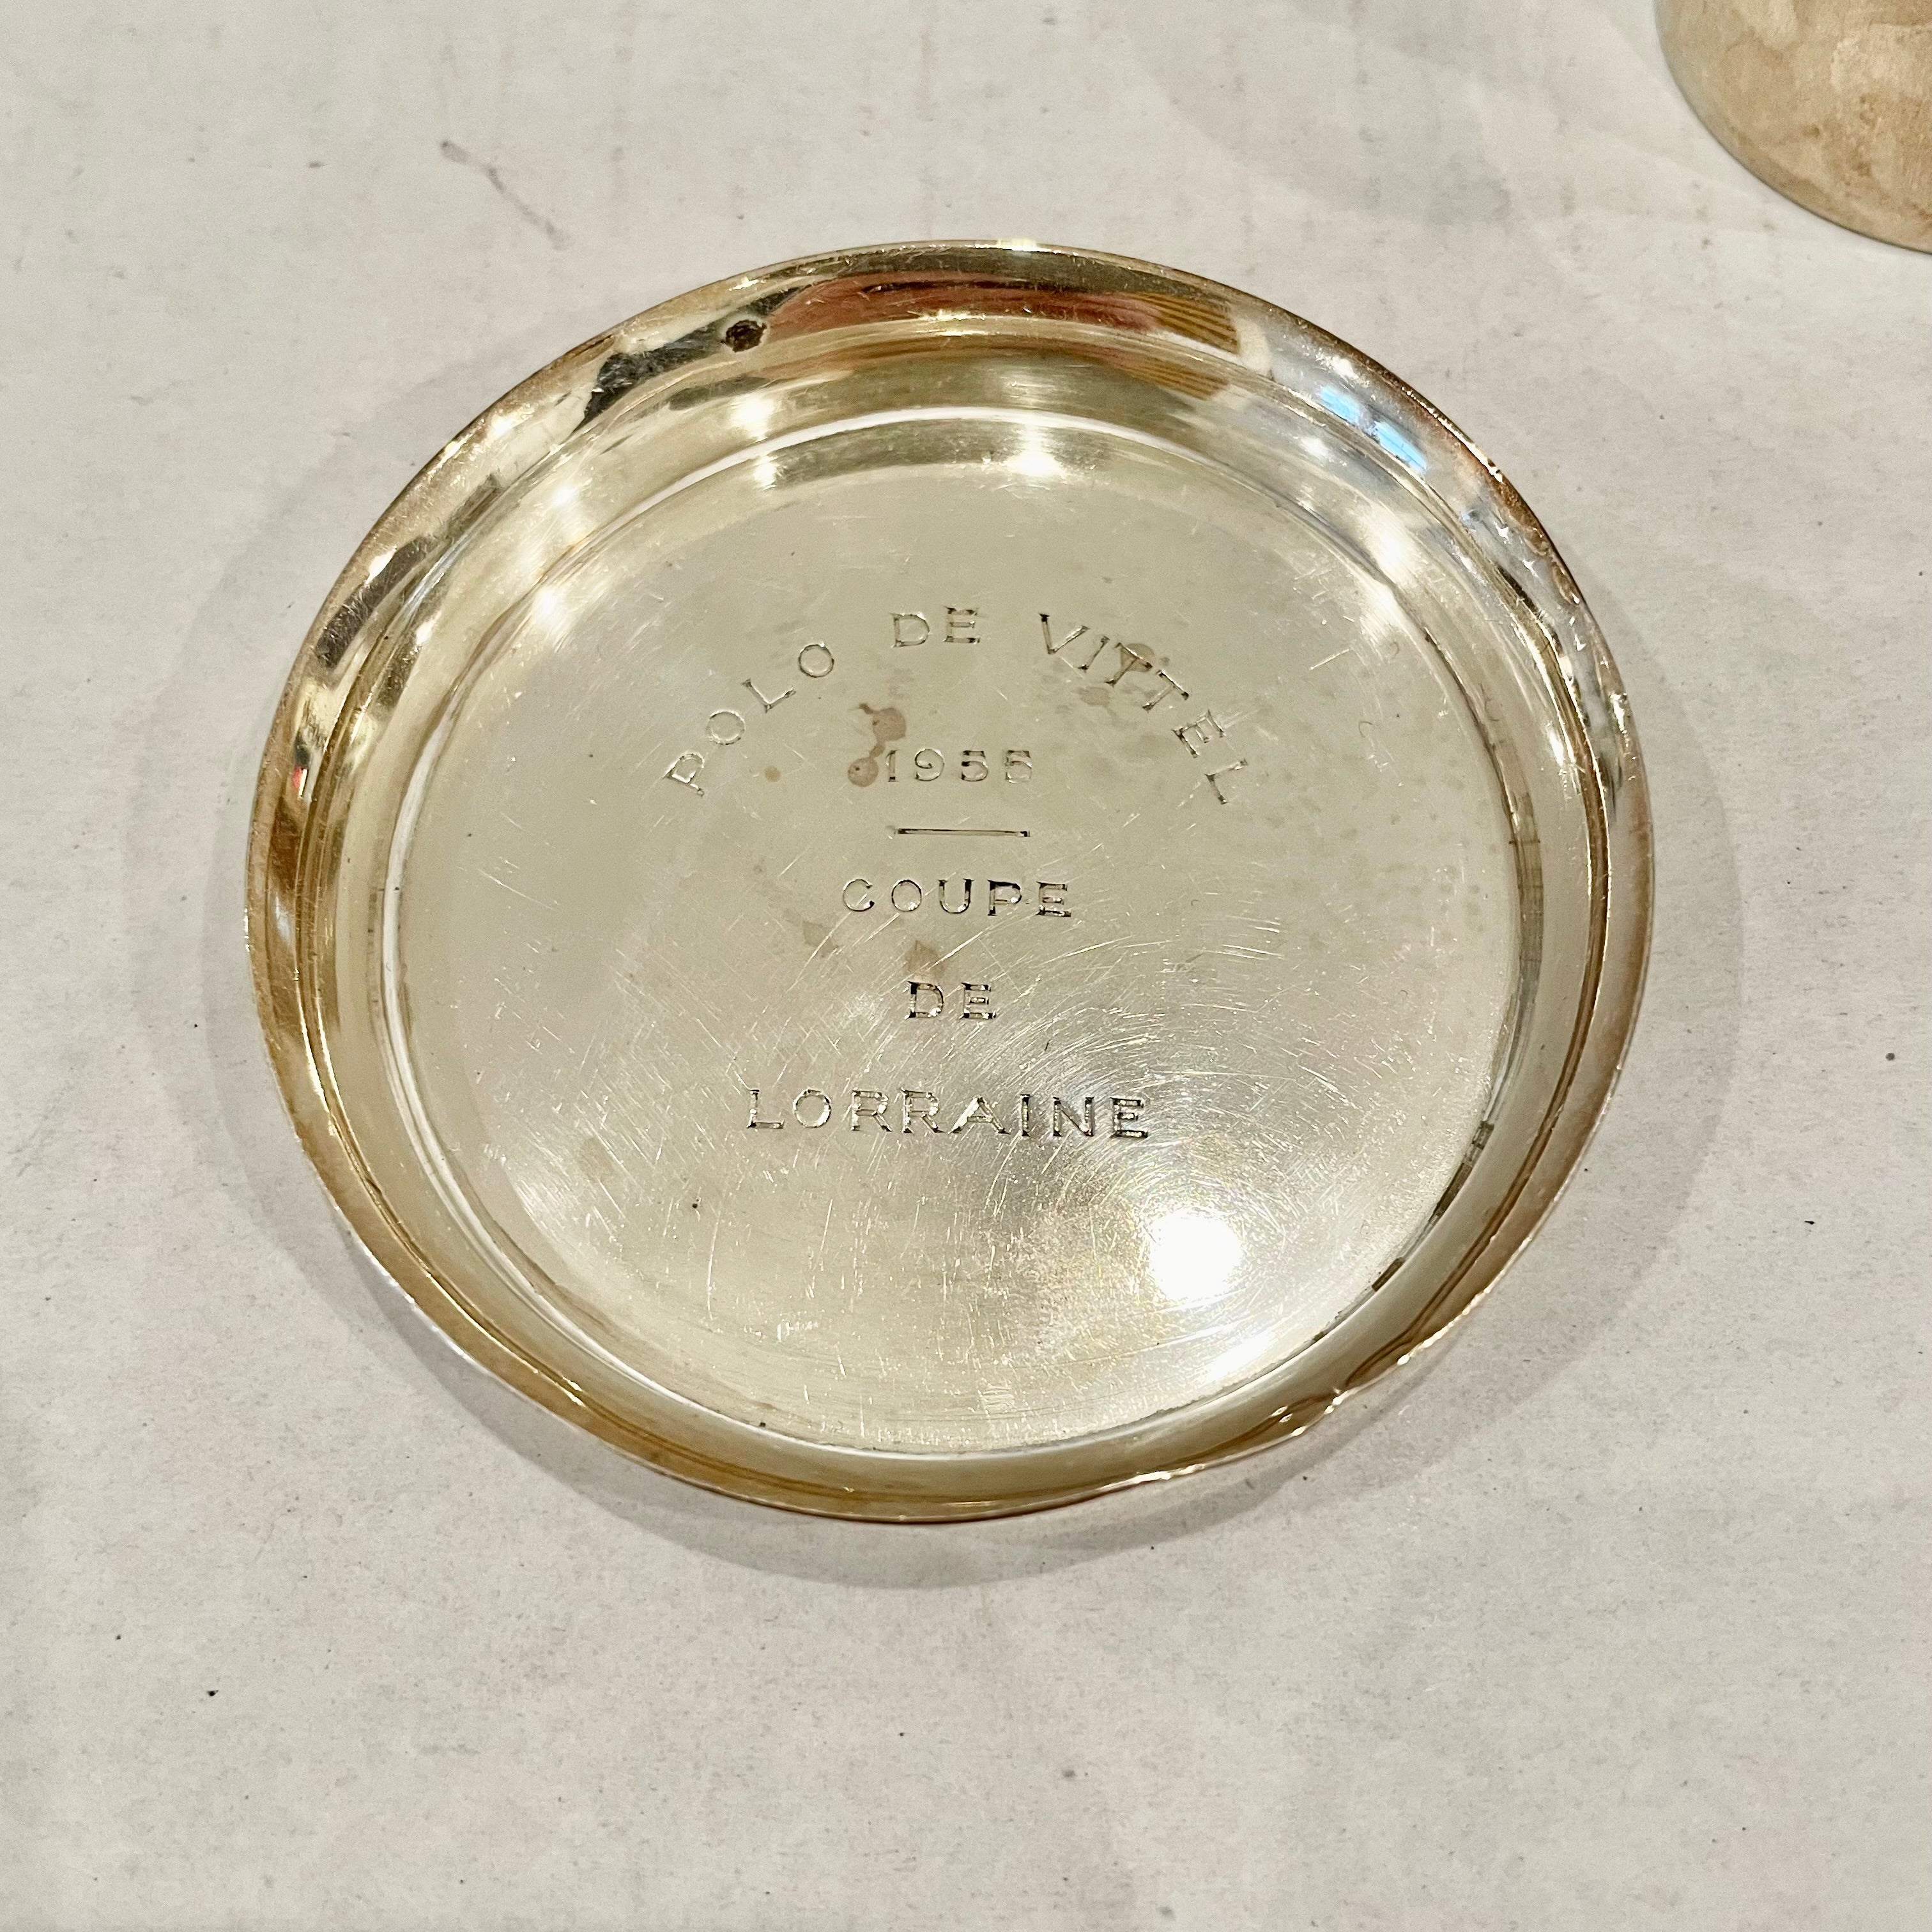 POLO DE VITTEL
1955
COUPE
DE
LORRAINE